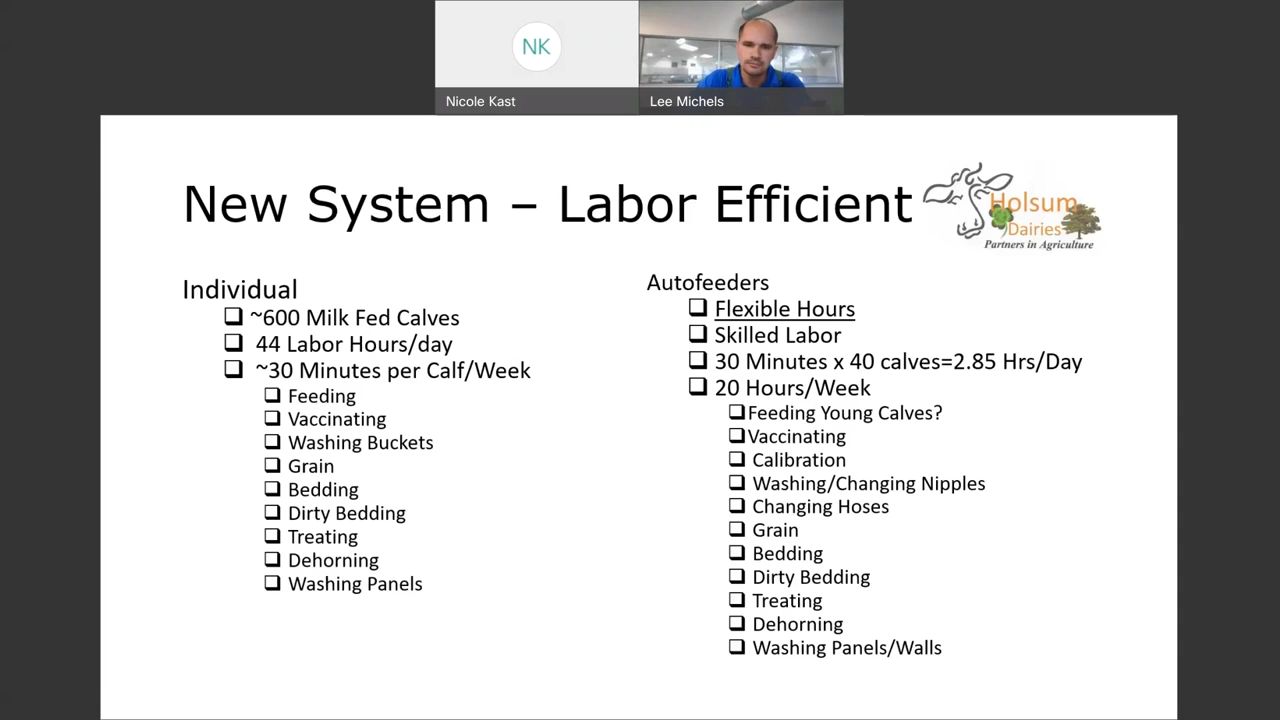 NK
Nicole Kast
Lee Michels
New System – Labor Efficient
Holsum
Dairies
Partners in Agriculture
Individual
~600 Milk Fed Calves
44 Labor Hours/day
~30 Minutes per Calf/Week
Feeding
Vaccinating
Washing Buckets
Grain
Bedding
Dirty Bedding
Treating
Dehorning
Washing Panels
Autofeeders
Flexible Hours
Skilled Labor
30 Minutes x 40 calves=2.85 Hrs/Day
20 Hours/Week
Feeding Young Calves?
Vaccinating
Calibration
Washing/Changing Nipples
Changing Hoses
Grain
Bedding
Dirty Bedding
Treating
Dehorning
Washing Panels/Walls